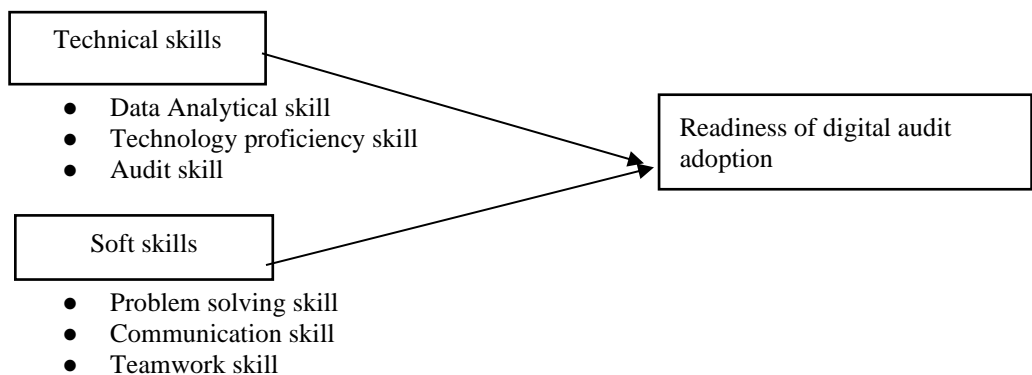 Technical skills
● Data Analytical skill
● Technology proficiency skill
● Audit skill
Readiness of digital audit
adoption
Soft skills
● Problem solving skill
● Communication skill
● Teamwork skill